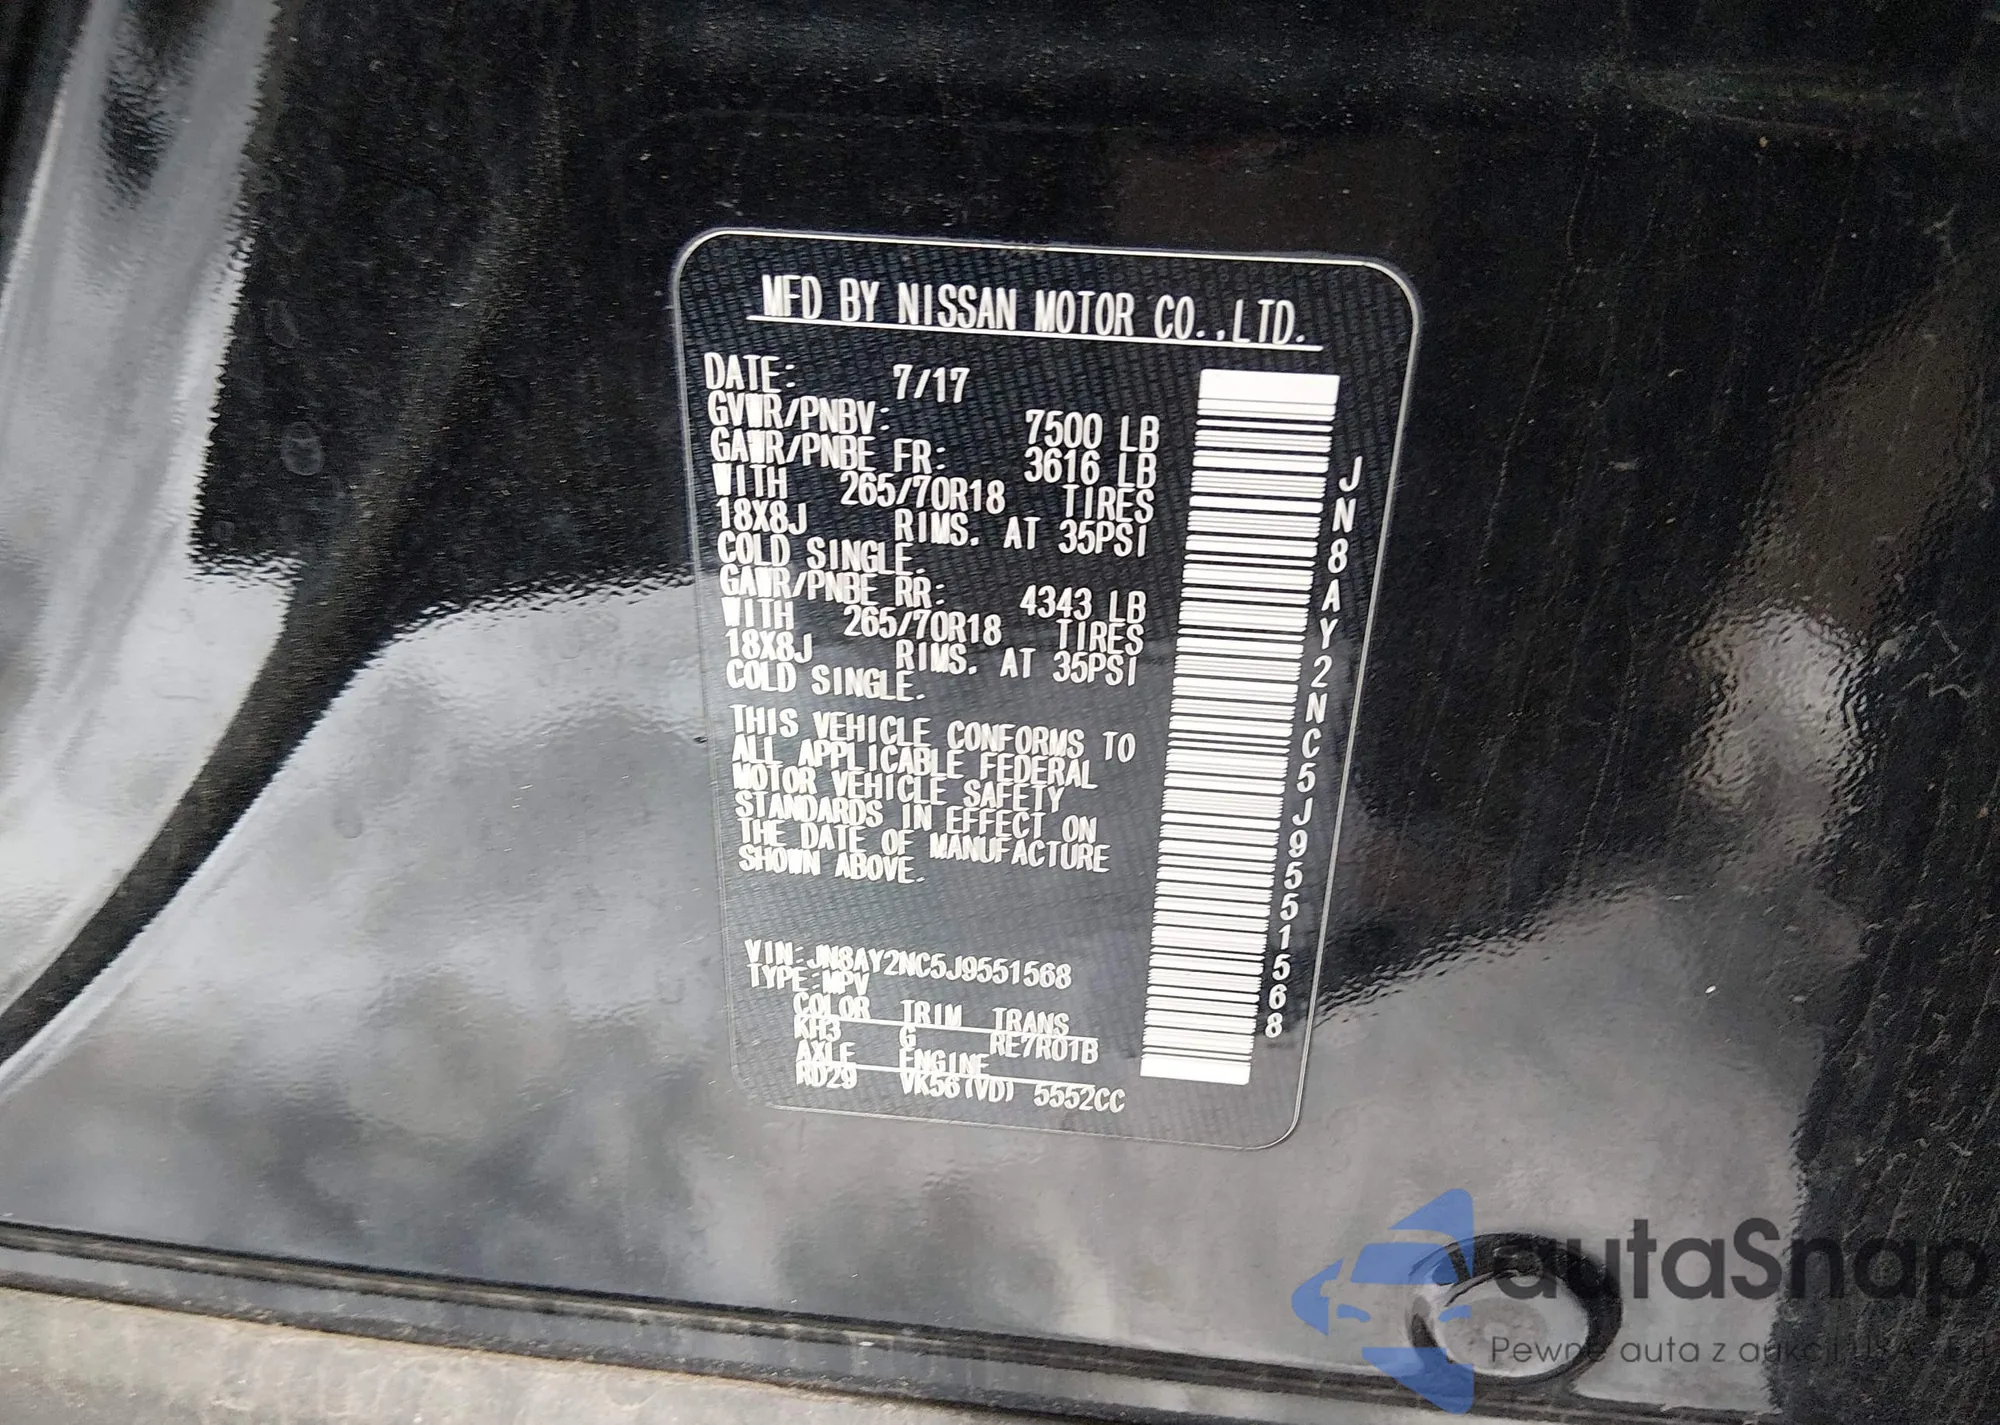 MFD BY NISSAN MOTOR CO.,LTD.
DATE: 7/17
GVWR/PNBV: 7500 LB
GAWR/PNBE FR: 3616 LB
WITH 265/70R18 TIRES
18X8J RIMS. AT 35PSI
COLD SINGLE.
GAWR/PNBE RR: 4343 LB
WITH 265/70R18 TIRES
18X8J RIMS. AT 35PSI
COLD SINGLE.
THIS VEHICLE CONFORMS TO
ALL APPLICABLE FEDERAL
MOTOR VEHICLE SAFETY
STANDARDS IN EFFECT ON
THE DATE OF MANUFACTURE
SHOWN ABOVE.
VIN:JN8AY2NC5J9551568
TYPE:MPV
COLOR TRIM TRANS
KH3 G RE7R01B
AXLE ENGINE
RD29 VK56(VD) 5552CC
JN8AY2NC5J9551568
autaSnap
Pewne auta z aukcji USA